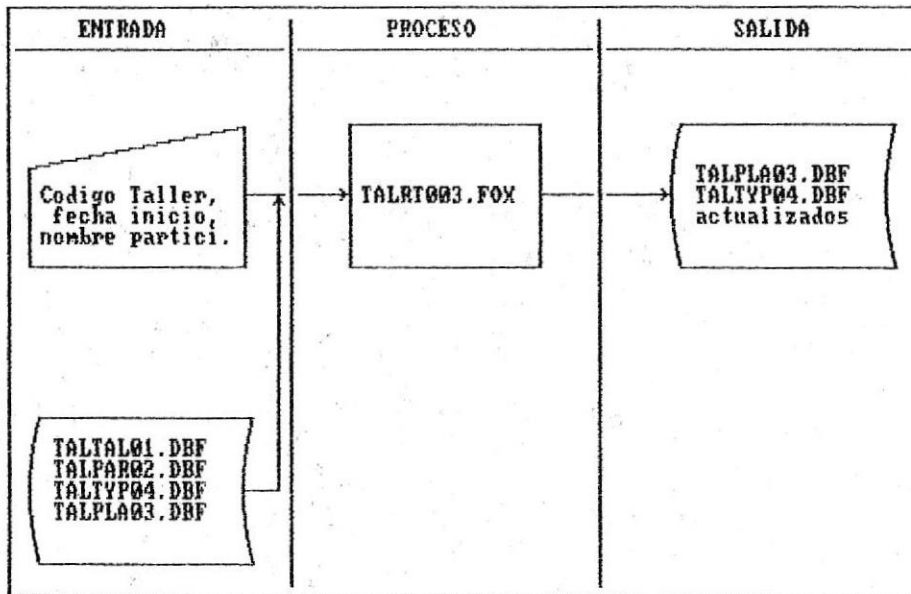 ENTRADA
PROCESO
SALIDA
Codigo Taller,
fecha inicio,
nombre partici.
TALRT003.FOX
TALPLA03.DBF
TALTYP04.DBF
actualizados
TALTAL01.DBF
TALPAR02.DBF
TALTYP04.DBF
TALPLA03.DBF